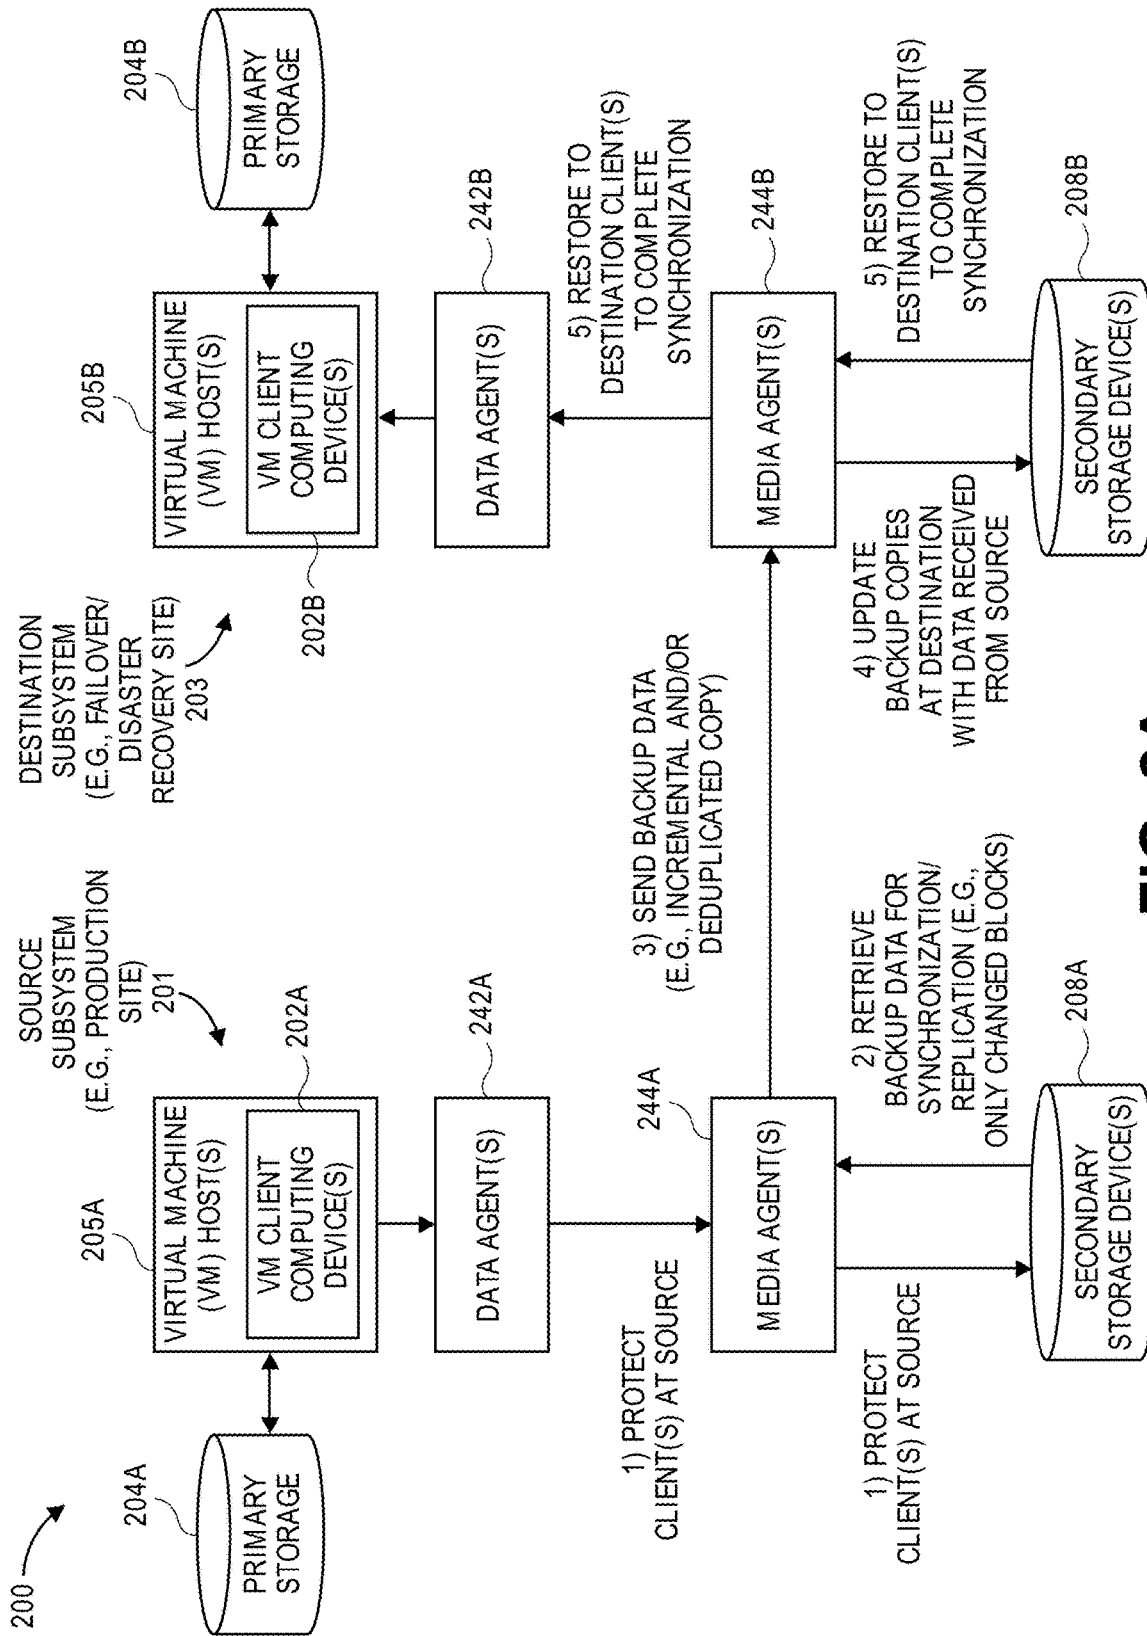 200
SOURCE
SUBSYSTEM
(E.G., PRODUCTION
SITE)
201
DESTINATION
SUBSYSTEM
(E.G., FAILOVER/
DISASTER
RECOVERY SITE)
203
204A
PRIMARY
STORAGE
205A
VIRTUAL MACHINE
(VM) HOST(S)
VM CLIENT
COMPUTING
DEVICE(S)
202A
205B
VIRTUAL MACHINE
(VM) HOST(S)
VM CLIENT
COMPUTING
DEVICE(S)
202B
204B
PRIMARY
STORAGE
DATA AGENT(S)
242A
DATA AGENT(S)
242B
1) PROTECT
CLIENT(S) AT SOURCE
3) SEND BACKUP DATA
(E.G., INCREMENTAL AND/OR
DEDUPLICATED COPY)
5) RESTORE TO
DESTINATION CLIENT(S)
TO COMPLETE
SYNCHRONIZATION
244A
MEDIA AGENT(S)
MEDIA AGENT(S)
244B
1) PROTECT
CLIENT(S) AT SOURCE
2) RETRIEVE
BACKUP DATA FOR
SYNCHRONIZATION/
REPLICATION (E.G.,
ONLY CHANGED BLOCKS)
4) UPDATE
BACKUP COPIES
AT DESTINATION
WITH DATA RECEIVED
FROM SOURCE
5) RESTORE TO
DESTINATION CLIENT(S)
TO COMPLETE
SYNCHRONIZATION
SECONDARY
STORAGE DEVICE(S)
208A
SECONDARY
STORAGE DEVICE(S)
208B